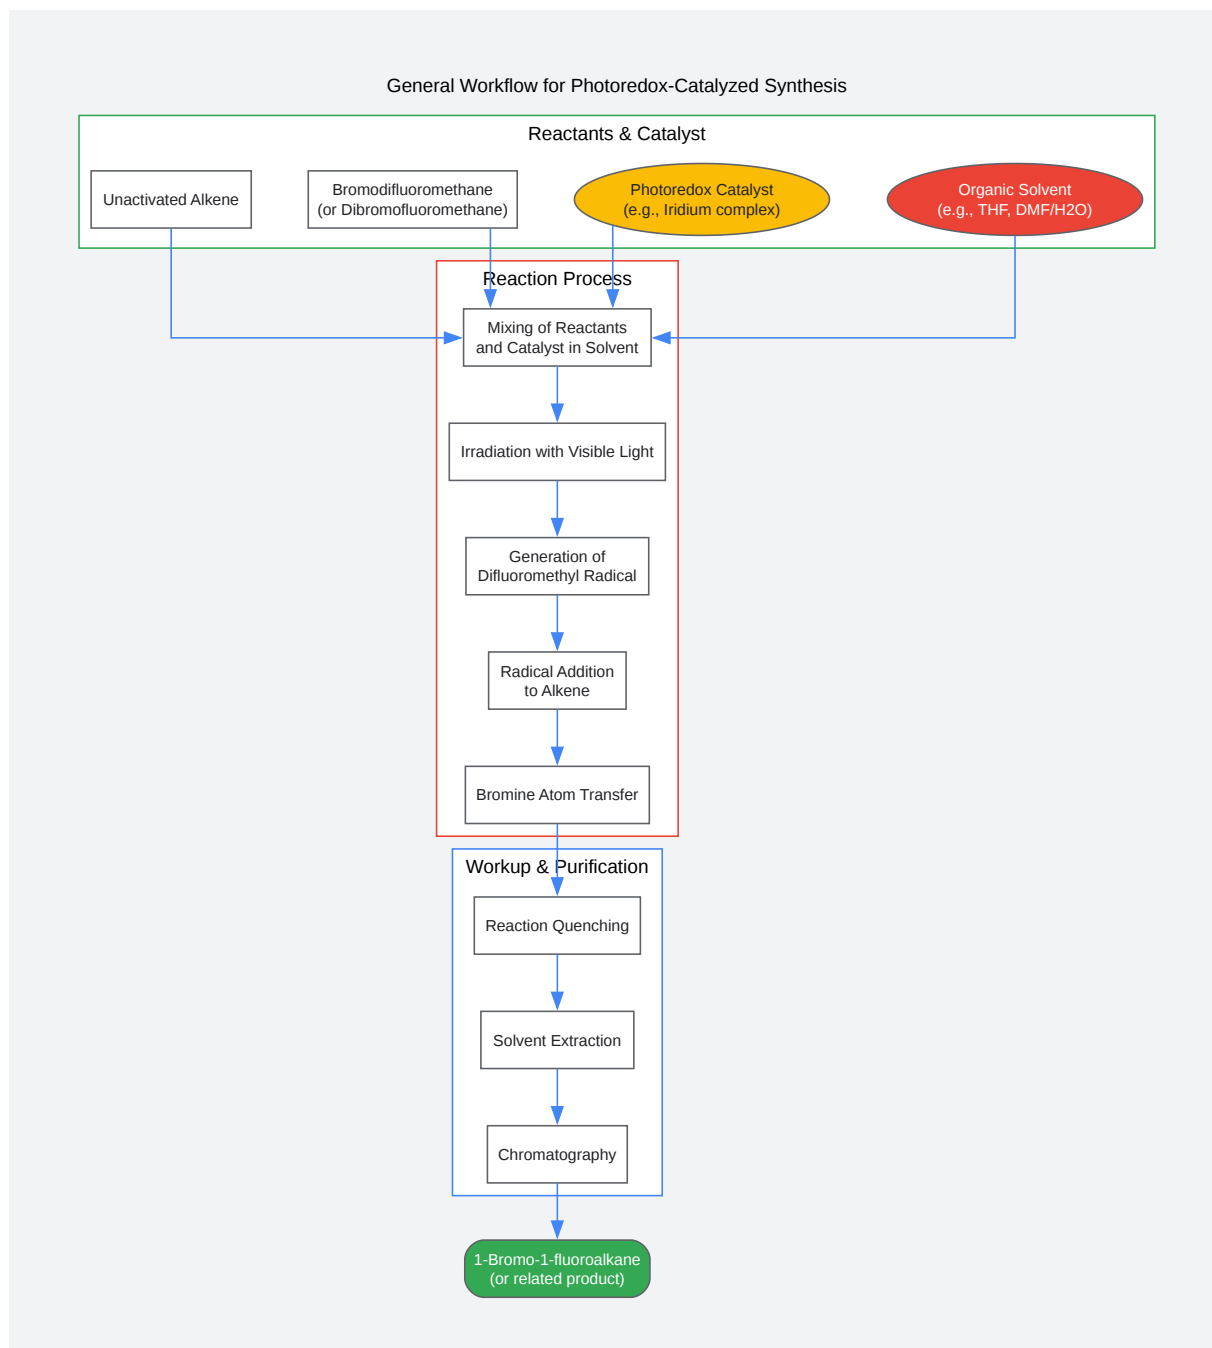 General Workflow for Photoredox-Catalyzed Synthesis
Reactants & Catalyst
Unactivated Alkene
Bromodifluoromethane
(or Dibromofluoromethane)
Photoredox Catalyst
(e.g., Iridium complex)
Organic Solvent
(e.g., THF, DMF/H2O)
Reaction Process
Mixing of Reactants
and Catalyst in Solvent
Irradiation with Visible Light
Generation of
Difluoromethyl Radical
Radical Addition
to Alkene
Bromine Atom Transfer
Workup & Purification
Reaction Quenching
Solvent Extraction
Chromatography
1-Bromo-1-fluoroalkane
(or related product)